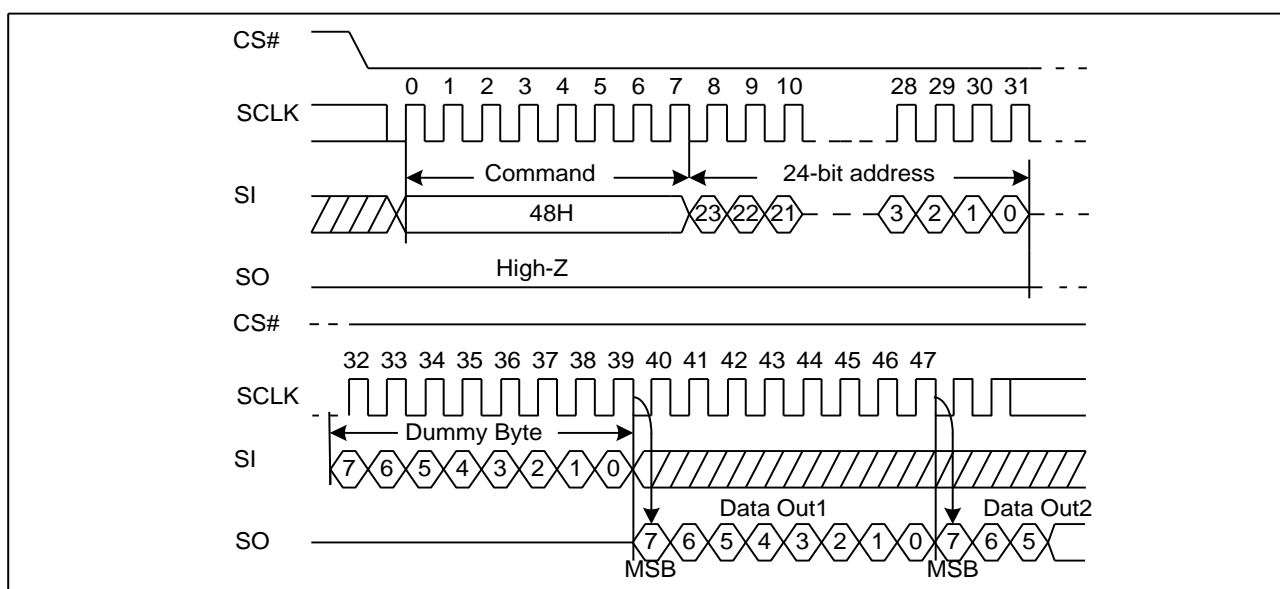 CS#
0 1 2 3 4 5 6 7 8 9 10 28 29 30 31
SCLK
Command 24-bit address
SI
48H 23 22 21 3 2 1 0
High-Z
SO
CS#
32 33 34 35 36 37 38 39 40 41 42 43 44 45 46 47
SCLK
Dummy Byte
SI
7 6 5 4 3 2 1 0
Data Out1 Data Out2
SO
7 6 5 4 3 2 1 0 7 6 5
MSB MSB